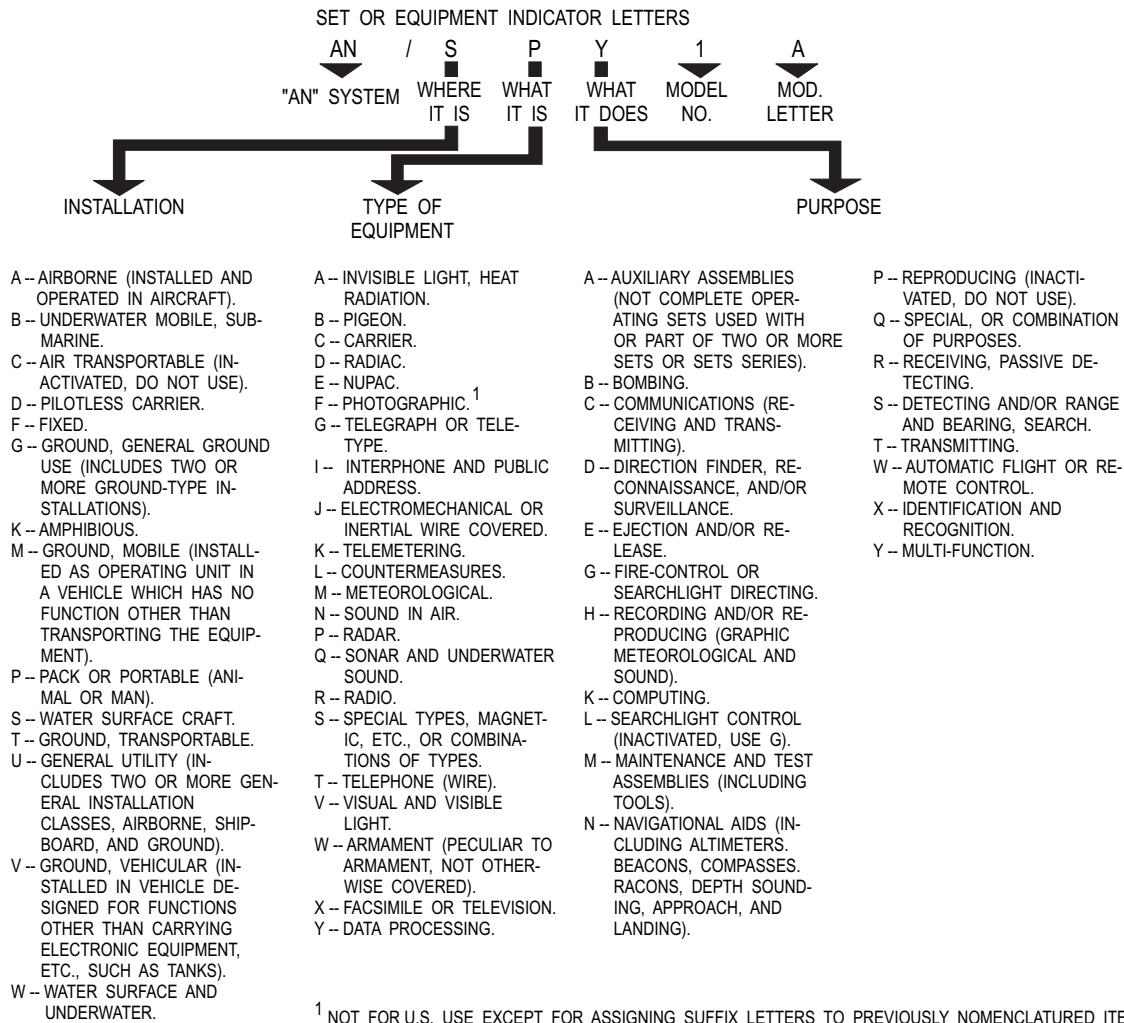 SET OR EQUIPMENT INDICATOR LETTERS
AN / S P Y 1 A
"AN" SYSTEM
WHERE
IT IS
WHAT
IT IS
WHAT
IT DOES
MODEL
NO.
MOD.
LETTER
INSTALLATION
A -- AIRBORNE (INSTALLED AND
OPERATED IN AIRCRAFT).
B -- UNDERWATER MOBILE, SUB-
MARINE.
C -- AIR TRANSPORTABLE (IN-
ACTIVATED, DO NOT USE).
D -- PILOTLESS CARRIER.
F -- FIXED.
G -- GROUND, GENERAL GROUND
USE (INCLUDES TWO OR
MORE GROUND-TYPE IN-
STALLATIONS).
K -- AMPHIBIOUS.
M -- GROUND, MOBILE (INSTALL-
ED AS OPERATING UNIT IN
A VEHICLE WHICH HAS NO
FUNCTION OTHER THAN
TRANSPORTING THE EQUIP-
MENT).
P -- PACK OR PORTABLE (ANI-
MAL OR MAN).
S -- WATER SURFACE CRAFT.
T -- GROUND, TRANSPORTABLE.
U -- GENERAL UTILITY (IN-
CLUDES TWO OR MORE GEN-
ERAL INSTALLATION
CLASSES, AIRBORNE, SHIP-
BOARD, AND GROUND).
V -- GROUND, VEHICULAR (IN-
STALLED IN VEHICLE DE-
SIGNED FOR FUNCTIONS
OTHER THAN CARRYING
ELECTRONIC EQUIPMENT,
ETC., SUCH AS TANKS).
W -- WATER SURFACE AND
UNDERWATER.
TYPE OF
EQUIPMENT
A -- INVISIBLE LIGHT, HEAT
RADIATION.
B -- PIGEON.
C -- CARRIER.
D -- RADIAC.
E -- NUPAC.
F -- PHOTOGRAPHIC. 1
G -- TELEGRAPH OR TELE-
TYPE.
I -- INTERPHONE AND PUBLIC
ADDRESS.
J -- ELECTROMECHANICAL OR
INERTIAL WIRE COVERED.
K -- TELEMETERING.
L -- COUNTERMEASURES.
M -- METEOROLOGICAL.
N -- SOUND IN AIR.
P -- RADAR.
Q -- SONAR AND UNDERWATER
SOUND.
R -- RADIO.
S -- SPECIAL TYPES, MAGNET-
IC, ETC., OR COMBINA-
TIONS OF TYPES.
T -- TELEPHONE (WIRE).
V -- VISUAL AND VISIBLE
LIGHT.
W -- ARMAMENT (PECULIAR TO
ARMAMENT, NOT OTHER-
WISE COVERED).
X -- FACSIMILE OR TELEVISION.
Y -- DATA PROCESSING.
PURPOSE
A -- AUXILIARY ASSEMBLIES
(NOT COMPLETE OPER-
ATING SETS USED WITH
OR PART OF TWO OR MORE
SETS OR SETS SERIES).
B -- BOMBING.
C -- COMMUNICATIONS (RE-
CEIVING AND TRANS-
MITTING).
D -- DIRECTION FINDER, RE-
CONNAISSANCE, AND/OR
SURVEILLANCE.
E -- EJECTION AND/OR RE-
LEASE.
G -- FIRE-CONTROL OR
SEARCHLIGHT DIRECTING.
H -- RECORDING AND/OR RE-
PRODUCING (GRAPHIC
METEOROLOGICAL AND
SOUND).
K -- COMPUTING.
L -- SEARCHLIGHT CONTROL
(INACTIVATED, USE G).
M -- MAINTENANCE AND TEST
ASSEMBLIES (INCLUDING
TOOLS).
N -- NAVIGATIONAL AIDS (IN-
CLUDING ALTIMETERS.
BEACONS, COMPASSES.
RACONS, DEPTH SOUND-
ING, APPROACH, AND
LANDING).
P -- REPRODUCING (INACTI-
VATED, DO NOT USE).
Q -- SPECIAL, OR COMBINATION
OF PURPOSES.
R -- RECEIVING, PASSIVE DE-
TECTING.
S -- DETECTING AND/OR RANGE
AND BEARING, SEARCH.
T -- TRANSMITTING.
W -- AUTOMATIC FLIGHT OR RE-
MOTE CONTROL.
X -- IDENTIFICATION AND
RECOGNITION.
Y -- MULTI-FUNCTION.
1 NOT FOR U.S. USE EXCEPT FOR ASSIGNING SUFFIX LETTERS TO PREVIOUSLY NOMENCLATURED